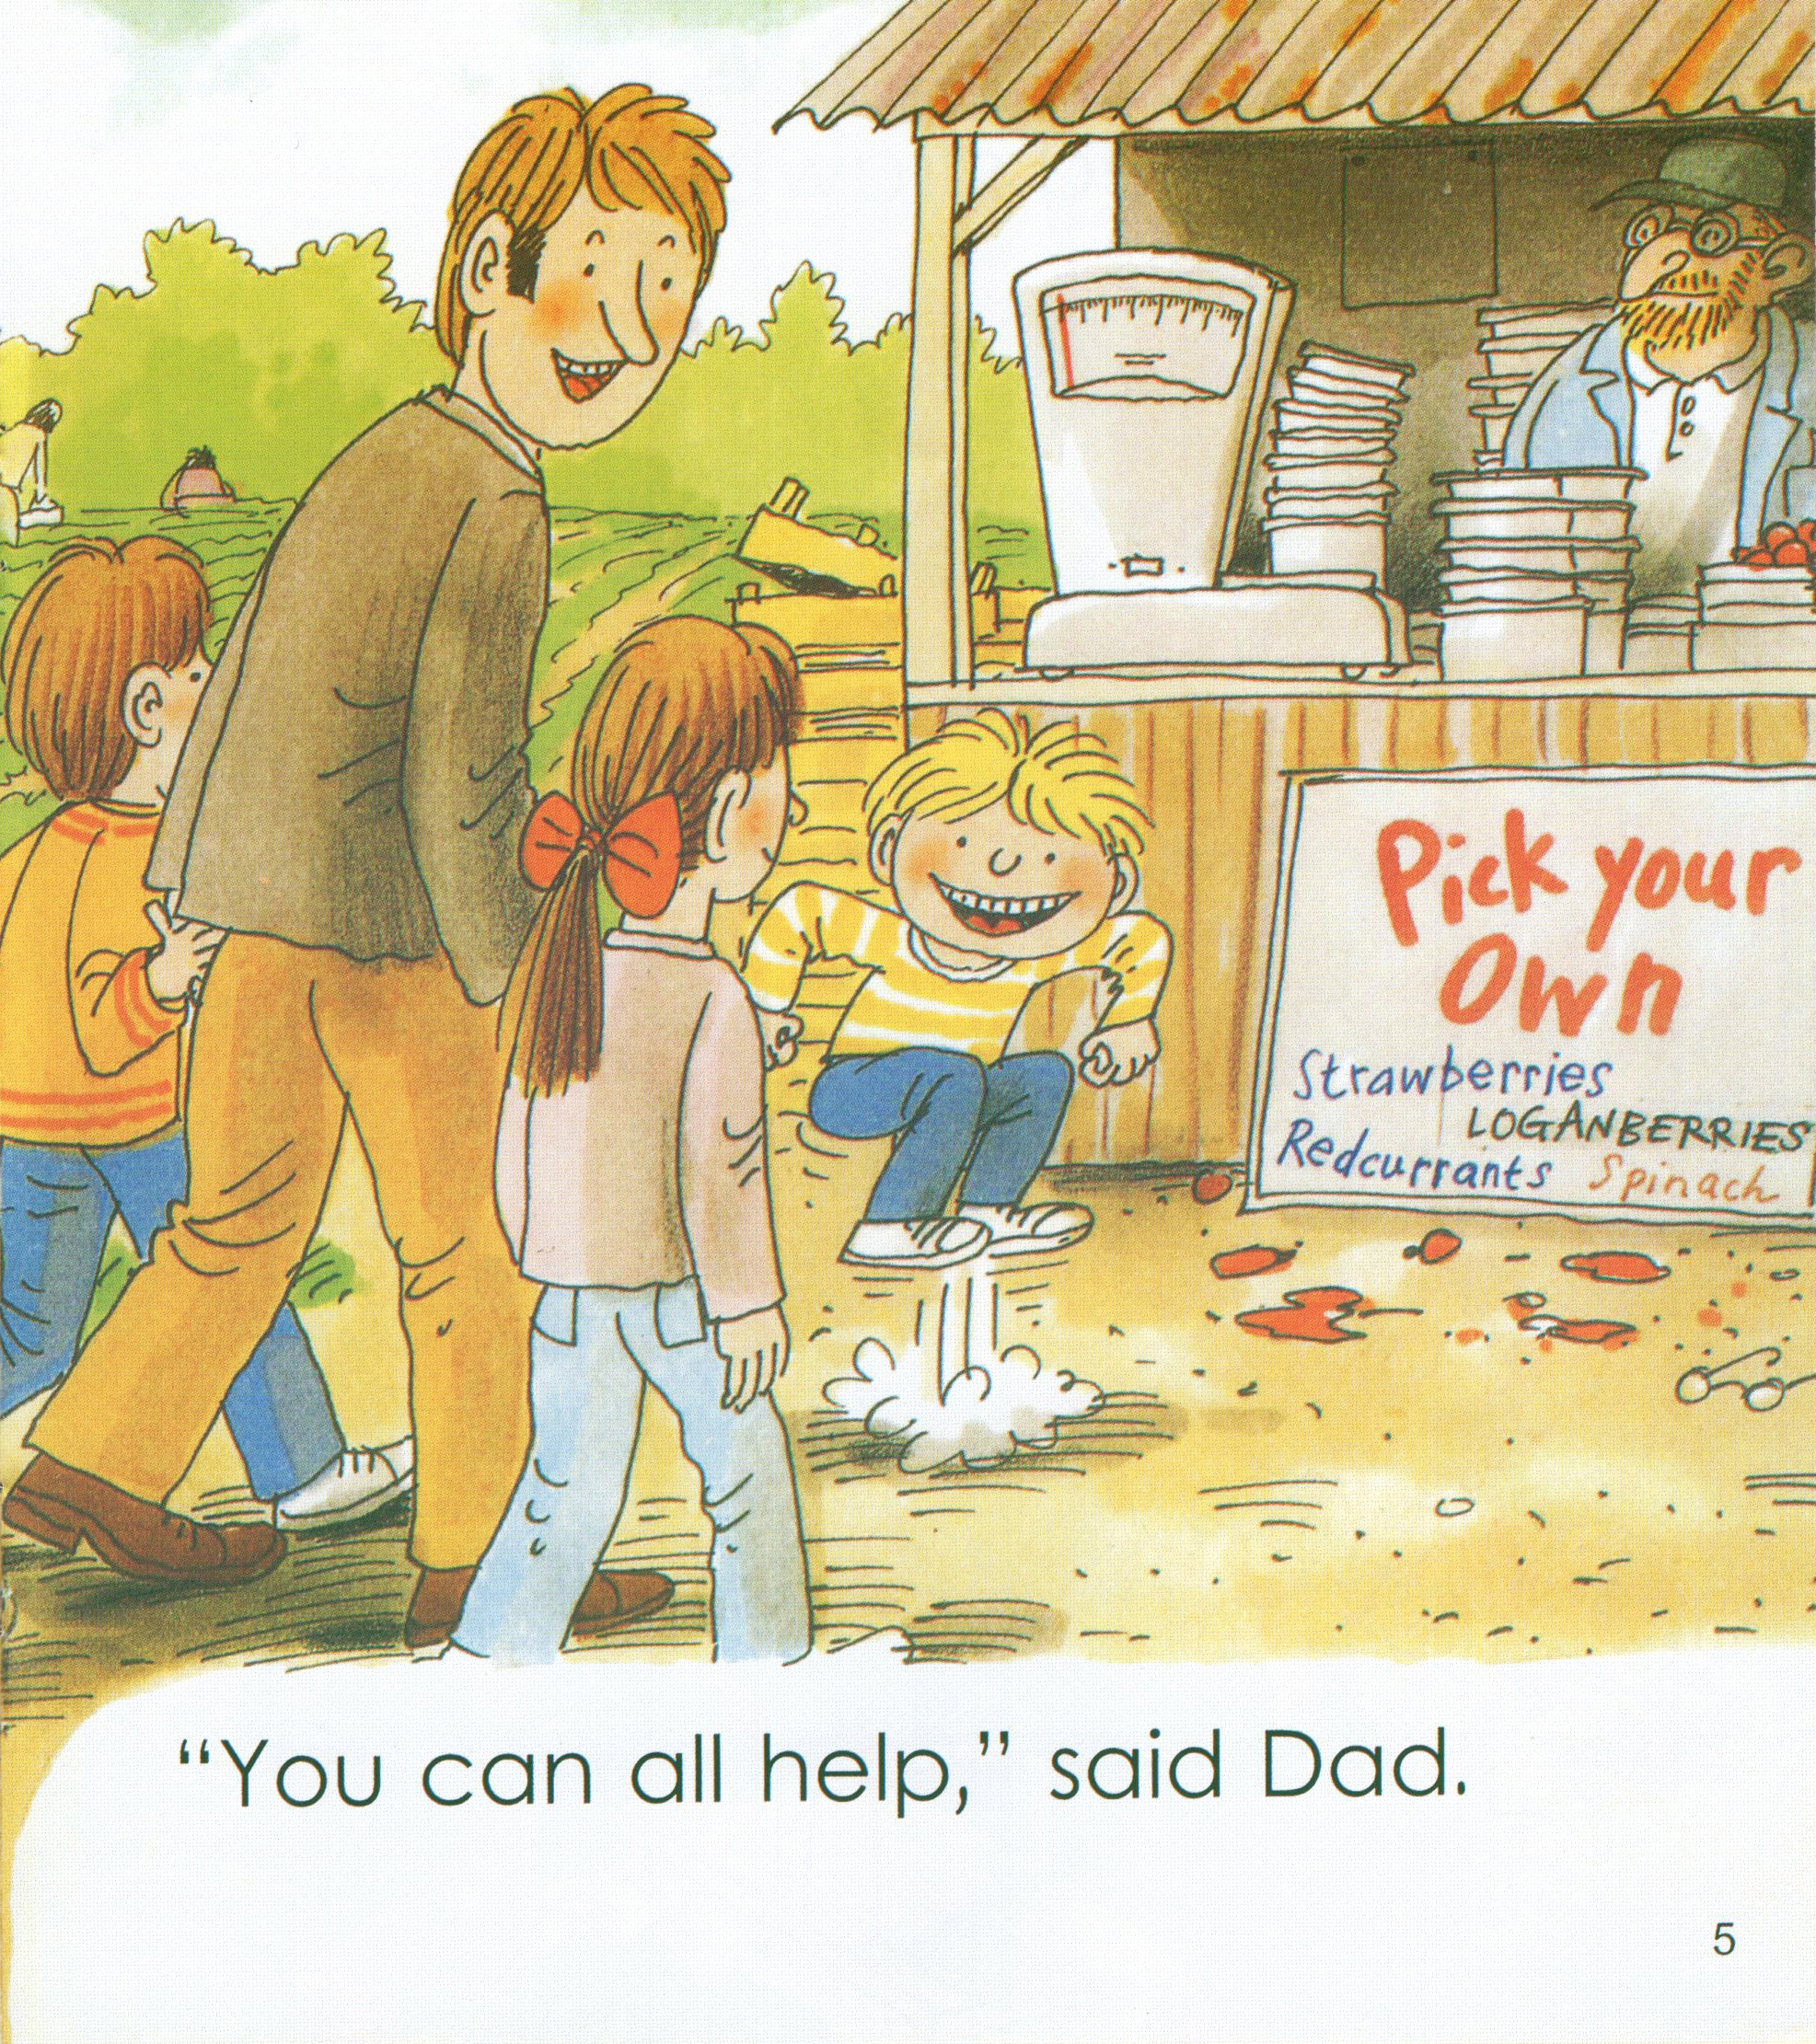 Pick your
Own
Strawberries
LOGANBERRIES
Redcurrants Spinach
“You can all help,” said Dad.
5